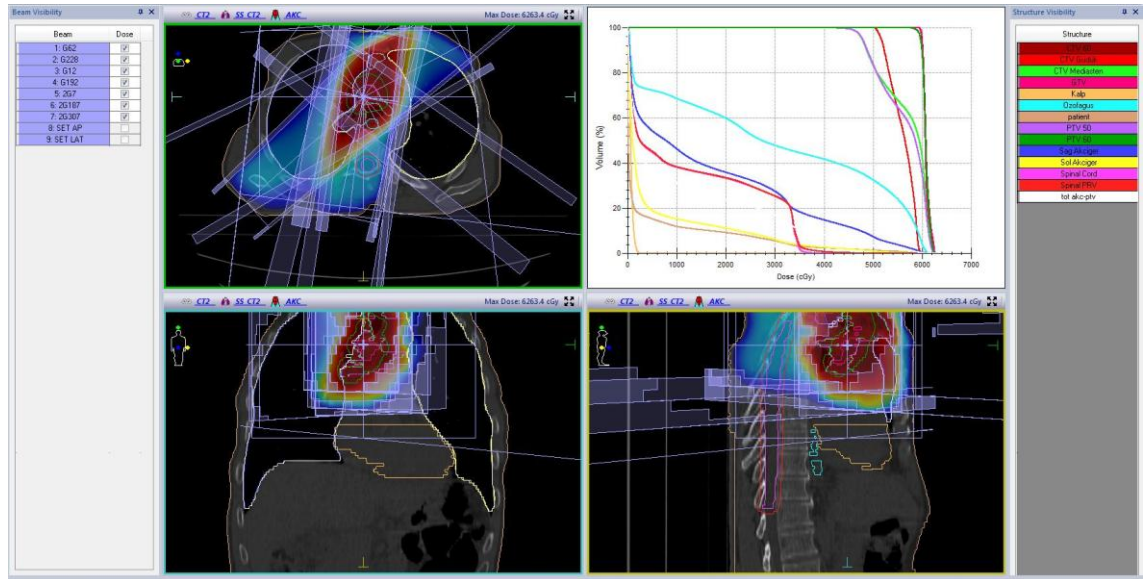 Beam Visibility
Beam Dose
1: G62
2: G228
3: G12
4: G192
5: 2G7
6: 2G187
7: 2G307
8: SET AP
9: SET LAT
CT2 SS CT2 AKC Max Dose: 6263.4 cGy
100
80
60
40
20
0
Volume (%)
0 1000 2000 3000 4000 5000 6000 7000
Dose (cGy)
Structure Visibility
Structure
CTV 60
CTV Mediasten
GTV
Kalp
Ozofagus
patient
PTV 50
PTV 60
Sag Akciger
Sol Akciger
Spinal Cord
Spinal PRV
tot akc-ptv
CT2 SS CT2 AKC Max Dose: 6263.4 cGy
CT2 SS CT2 AKC Max Dose: 6263.4 cGy